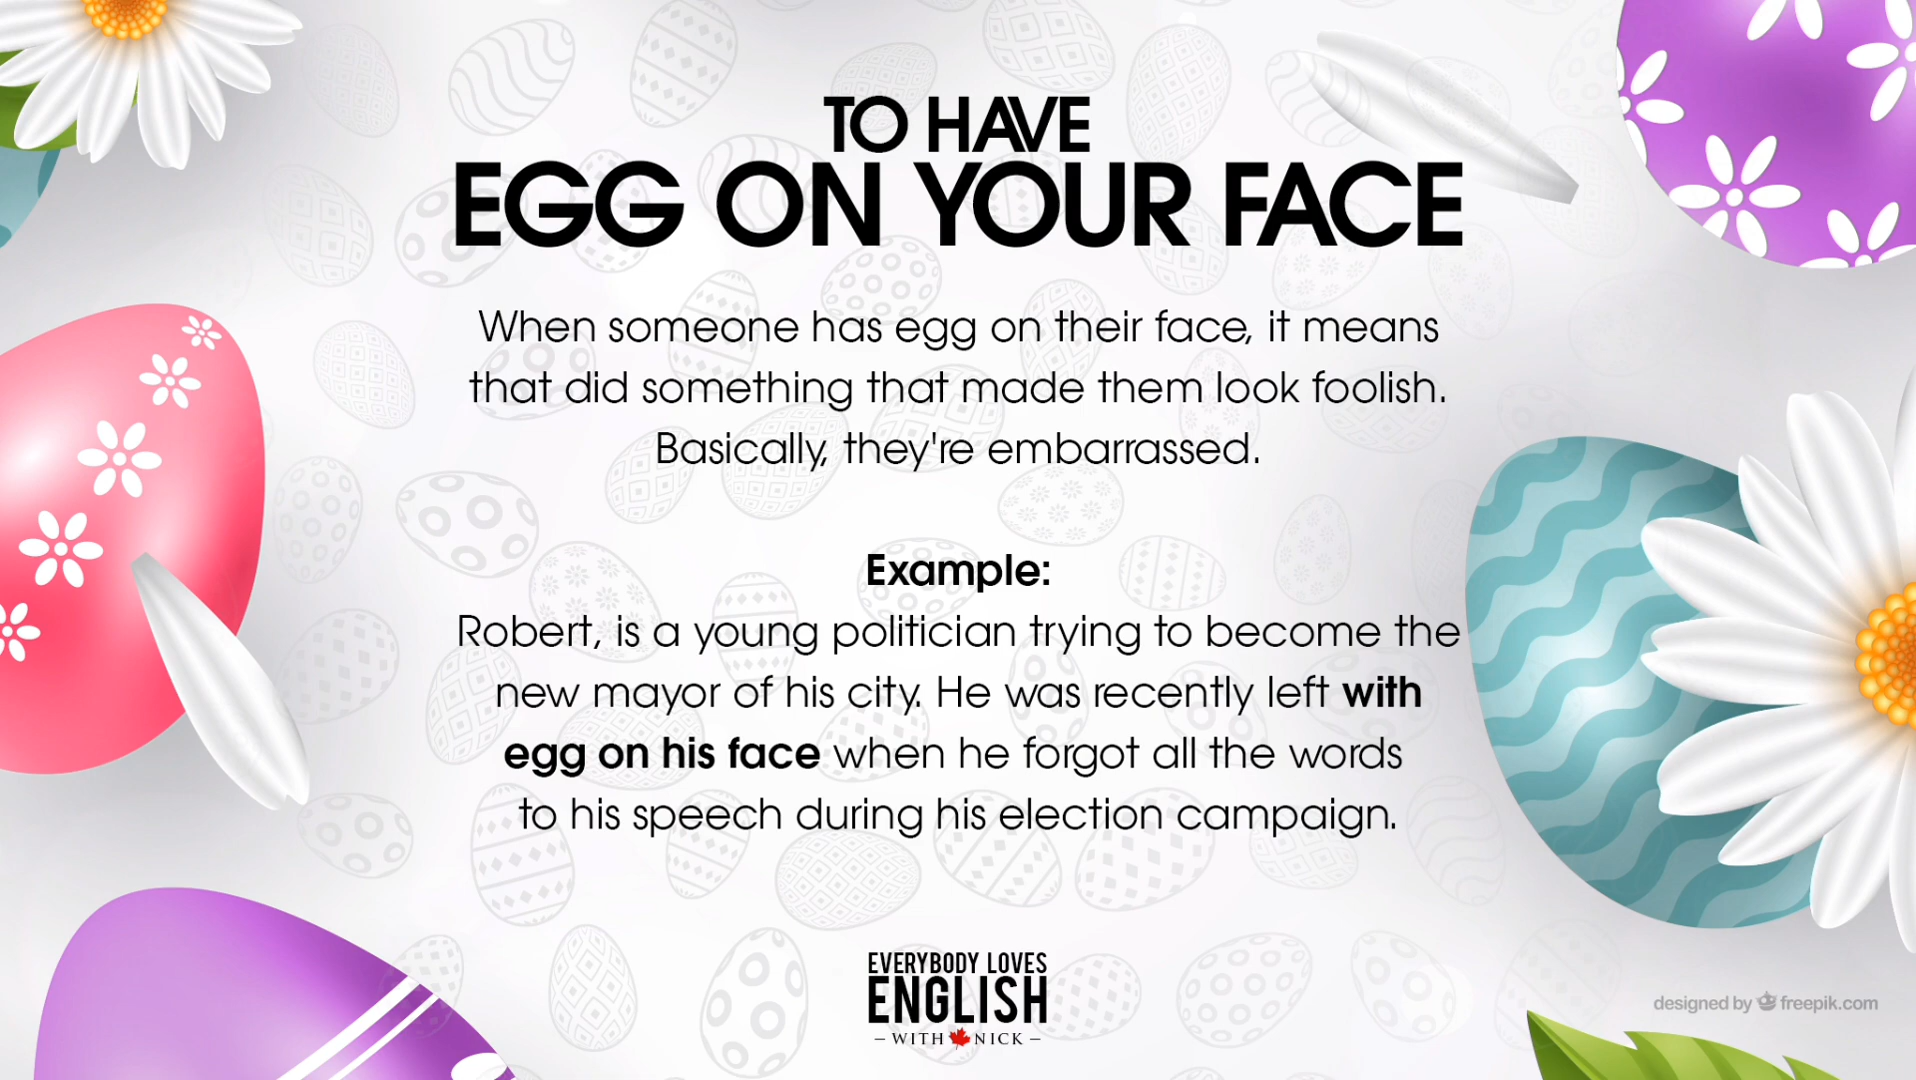 TO HAVE
EGG ON YOUR FACE
When someone has egg on their face, it means
that did something that made them look foolish.
Basically, they're embarrassed.
Example:
Robert, is a young politician trying to become the
new mayor of his city. He was recently left with
egg on his face when he forgot all the words
to his speech during his election campaign.
EVERYBODY LOVES
ENGLISH
– WITH NICK –
designed by freepik.com